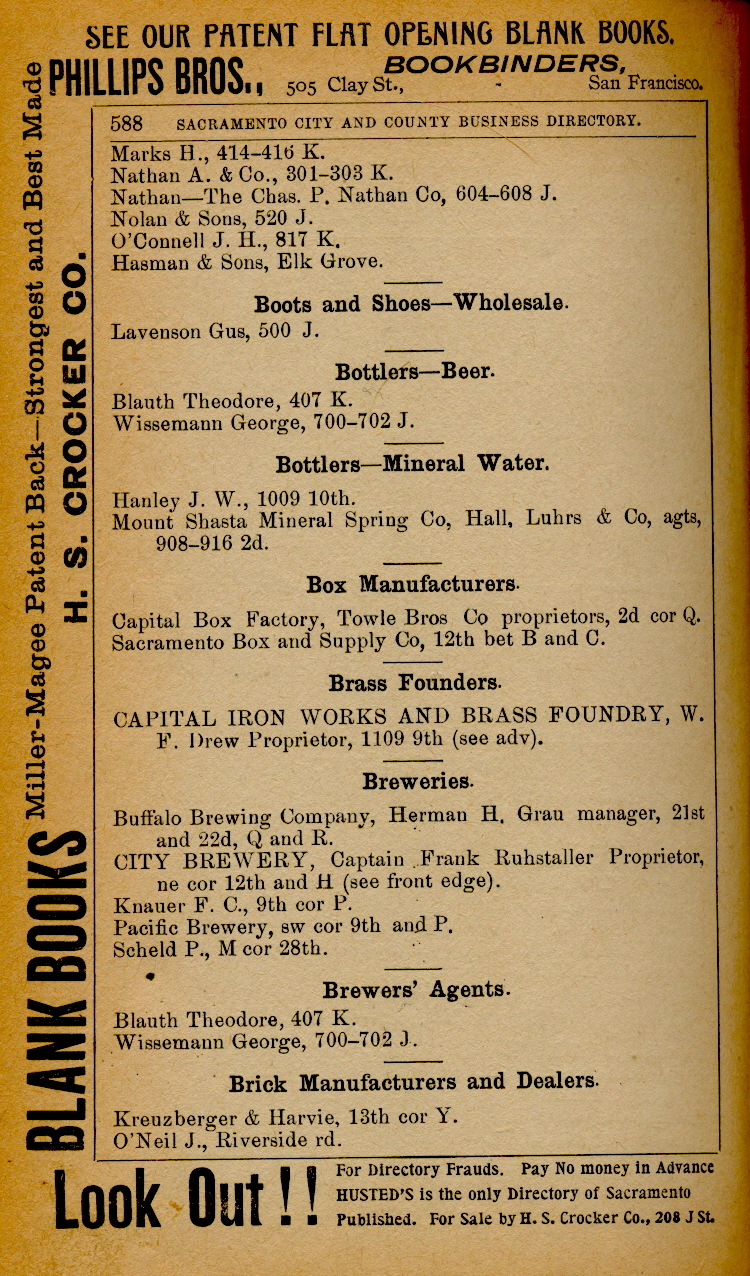 SEE OUR PATENT FLAT OPENING BLANK BOOKS.
PHILLIPS BROS., 505 Clay St., BOOKBINDERS, - San Francisco.
BLANK BOOKS Miller-Magee Patent Back—Strongest and Best Made
H. S. CROCKER CO.
588 SACRAMENTO CITY AND COUNTY BUSINESS DIRECTORY.
Marks H., 414–416 K.
Nathan A. & Co., 301–303 K.
Nathan—The Chas. P. Nathan Co, 604–608 J.
Nolan & Sons, 520 J.
O'Connell J. H., 817 K.
Hasman & Sons, Elk Grove.
Boots and Shoes—Wholesale.
Lavenson Gus, 500 J.
Bottlers—Beer.
Blauth Theodore, 407 K.
Wissemann George, 700–702 J.
Bottlers—Mineral Water.
Hanley J. W., 1009 10th.
Mount Shasta Mineral Spring Co, Hall, Luhrs & Co, agts,
908–916 2d.
Box Manufacturers.
Capital Box Factory, Towle Bros Co proprietors, 2d cor Q.
Sacramento Box and Supply Co, 12th bet B and C.
Brass Founders.
CAPITAL IRON WORKS AND BRASS FOUNDRY, W.
F. Drew Proprietor, 1109 9th (see adv).
Breweries.
Buffalo Brewing Company, Herman H. Grau manager, 21st
and 22d, Q and R.
CITY BREWERY, Captain Frank Ruhstaller Proprietor,
ne cor 12th and H (see front edge).
Knauer F. C., 9th cor P.
Pacific Brewery, sw cor 9th and P.
Scheld P., M cor 28th.
Brewers' Agents.
Blauth Theodore, 407 K.
Wissemann George, 700–702 J.
Brick Manufacturers and Dealers.
Kreuzberger & Harvie, 13th cor Y.
O'Neil J., Riverside rd.
Look Out!!
For Directory Frauds. Pay No money in Advance
HUSTED'S is the only Directory of Sacramento
Published. For Sale by H. S. Crocker Co., 208 J St.